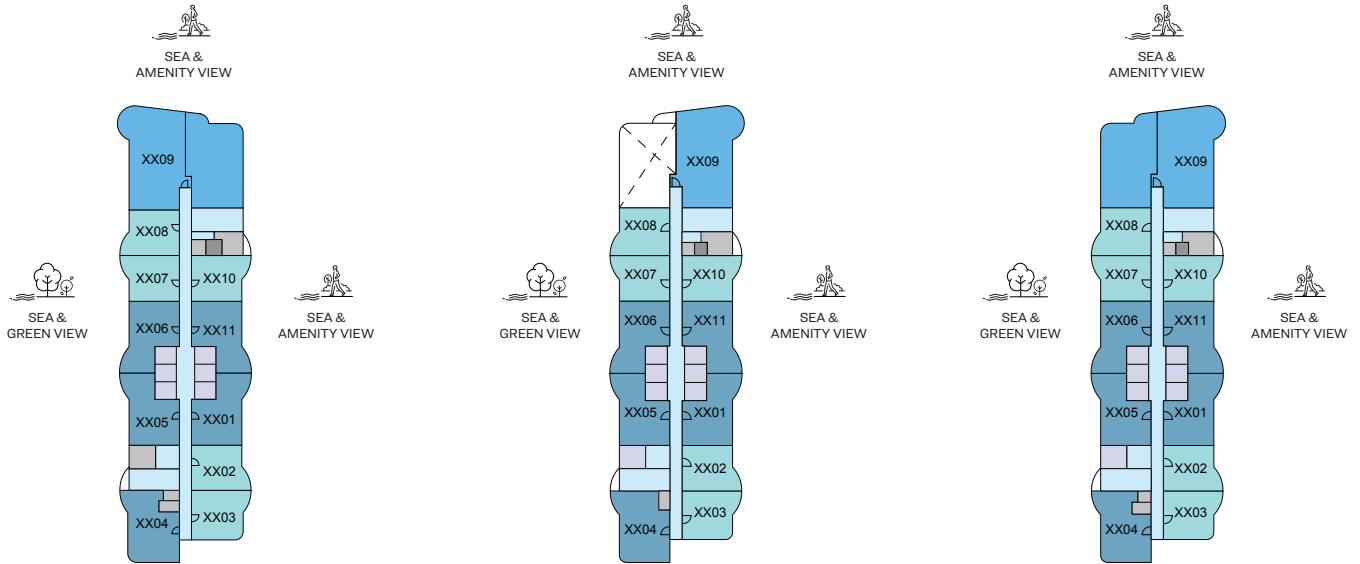 SEA &
AMENITY VIEW
SEA &
AMENITY VIEW
SEA &
AMENITY VIEW
XX09
XX08
XX07
XX10
XX06
XX11
XX05
XX01
XX02
XX04
XX03
SEA &
GREEN VIEW
SEA &
AMENITY VIEW
XX09
XX08
XX07
XX10
XX06
XX11
XX05
XX01
XX02
XX04
XX03
SEA &
GREEN VIEW
SEA &
AMENITY VIEW
XX09
XX08
XX07
XX10
XX06
XX11
XX05
XX01
XX02
XX04
XX03
SEA &
GREEN VIEW
SEA &
AMENITY VIEW